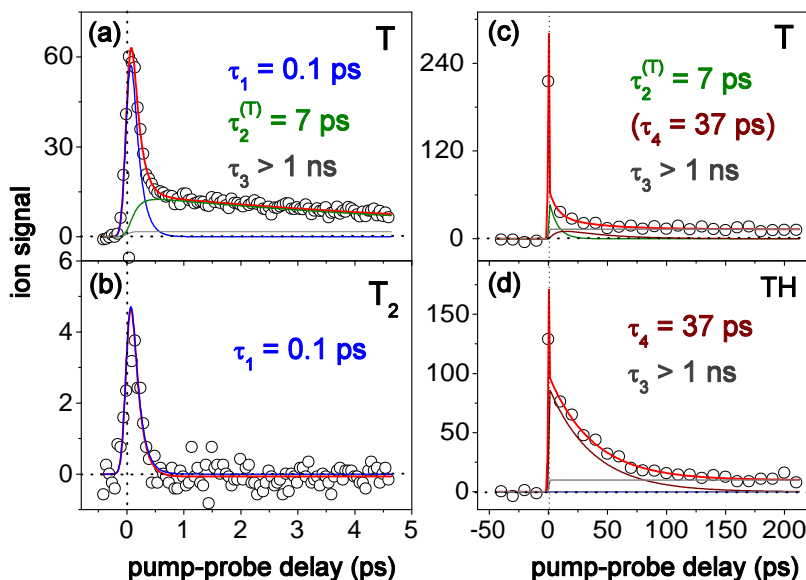 (a) T
τ₁ = 0.1 ps
τ₂⁽ᵀ⁾ = 7 ps
τ₃ > 1 ns
60
30
0
(b) T₂
τ₁ = 0.1 ps
6
4
2
0
0 1 2 3 4 5
pump-probe delay (ps)
ion signal
(c) T
τ₂⁽ᵀ⁾ = 7 ps
(τ₄ = 37 ps)
τ₃ > 1 ns
240
120
0
(d) TH
τ₄ = 37 ps
τ₃ > 1 ns
150
100
50
0
-50 0 50 100 150 200
pump-probe delay (ps)